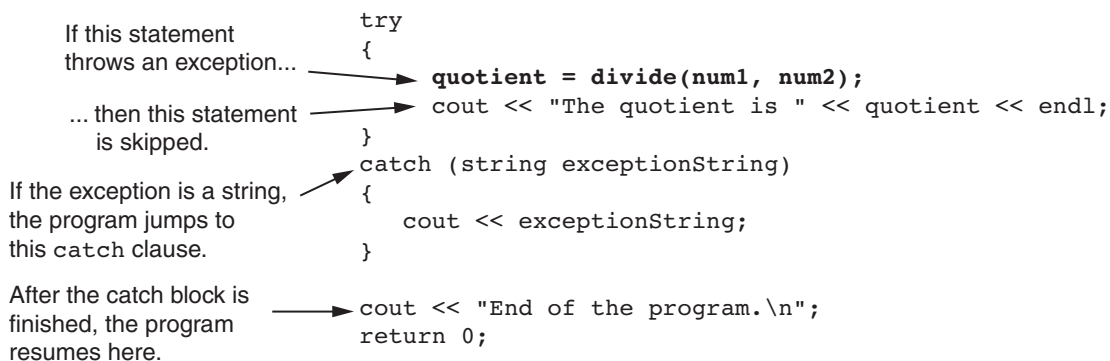 If this statement
throws an exception...
... then this statement
is skipped.
If the exception is a string,
the program jumps to
this catch clause.
After the catch block is
finished, the program
resumes here.
try
{
quotient = divide(num1, num2);
cout << "The quotient is " << quotient << endl;
}
catch (string exceptionString)
{
cout << exceptionString;
}
cout << "End of the program.\n";
return 0;